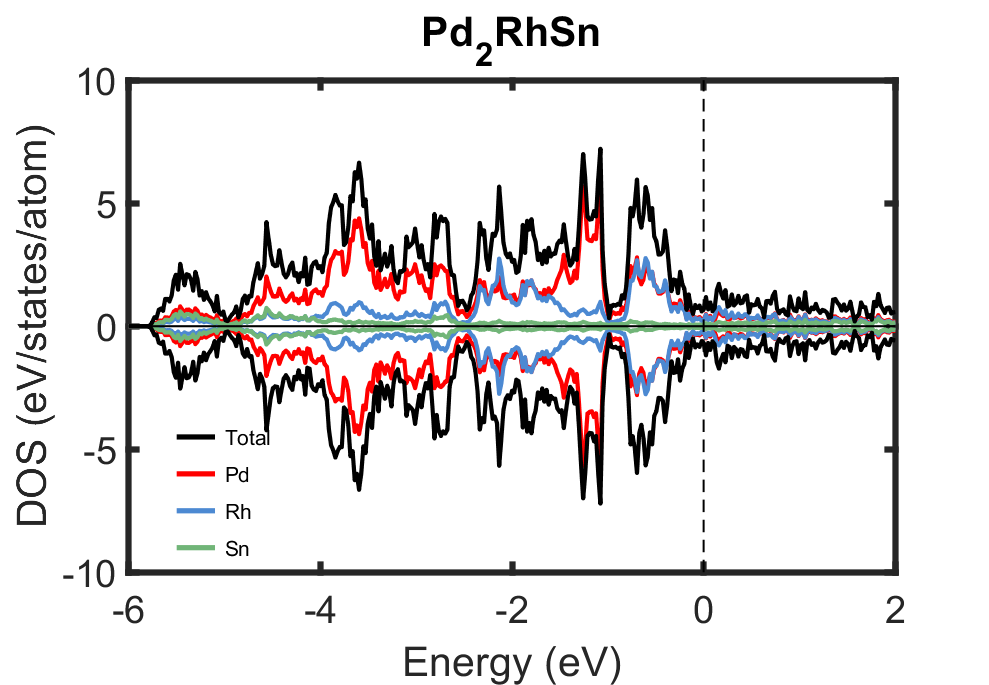 Pd2RhSn
DOS (eV/states/atom)
10
5
0
-5
-10
Total
Pd
Rh
Sn
-6 -4 -2 0 2
Energy (eV)